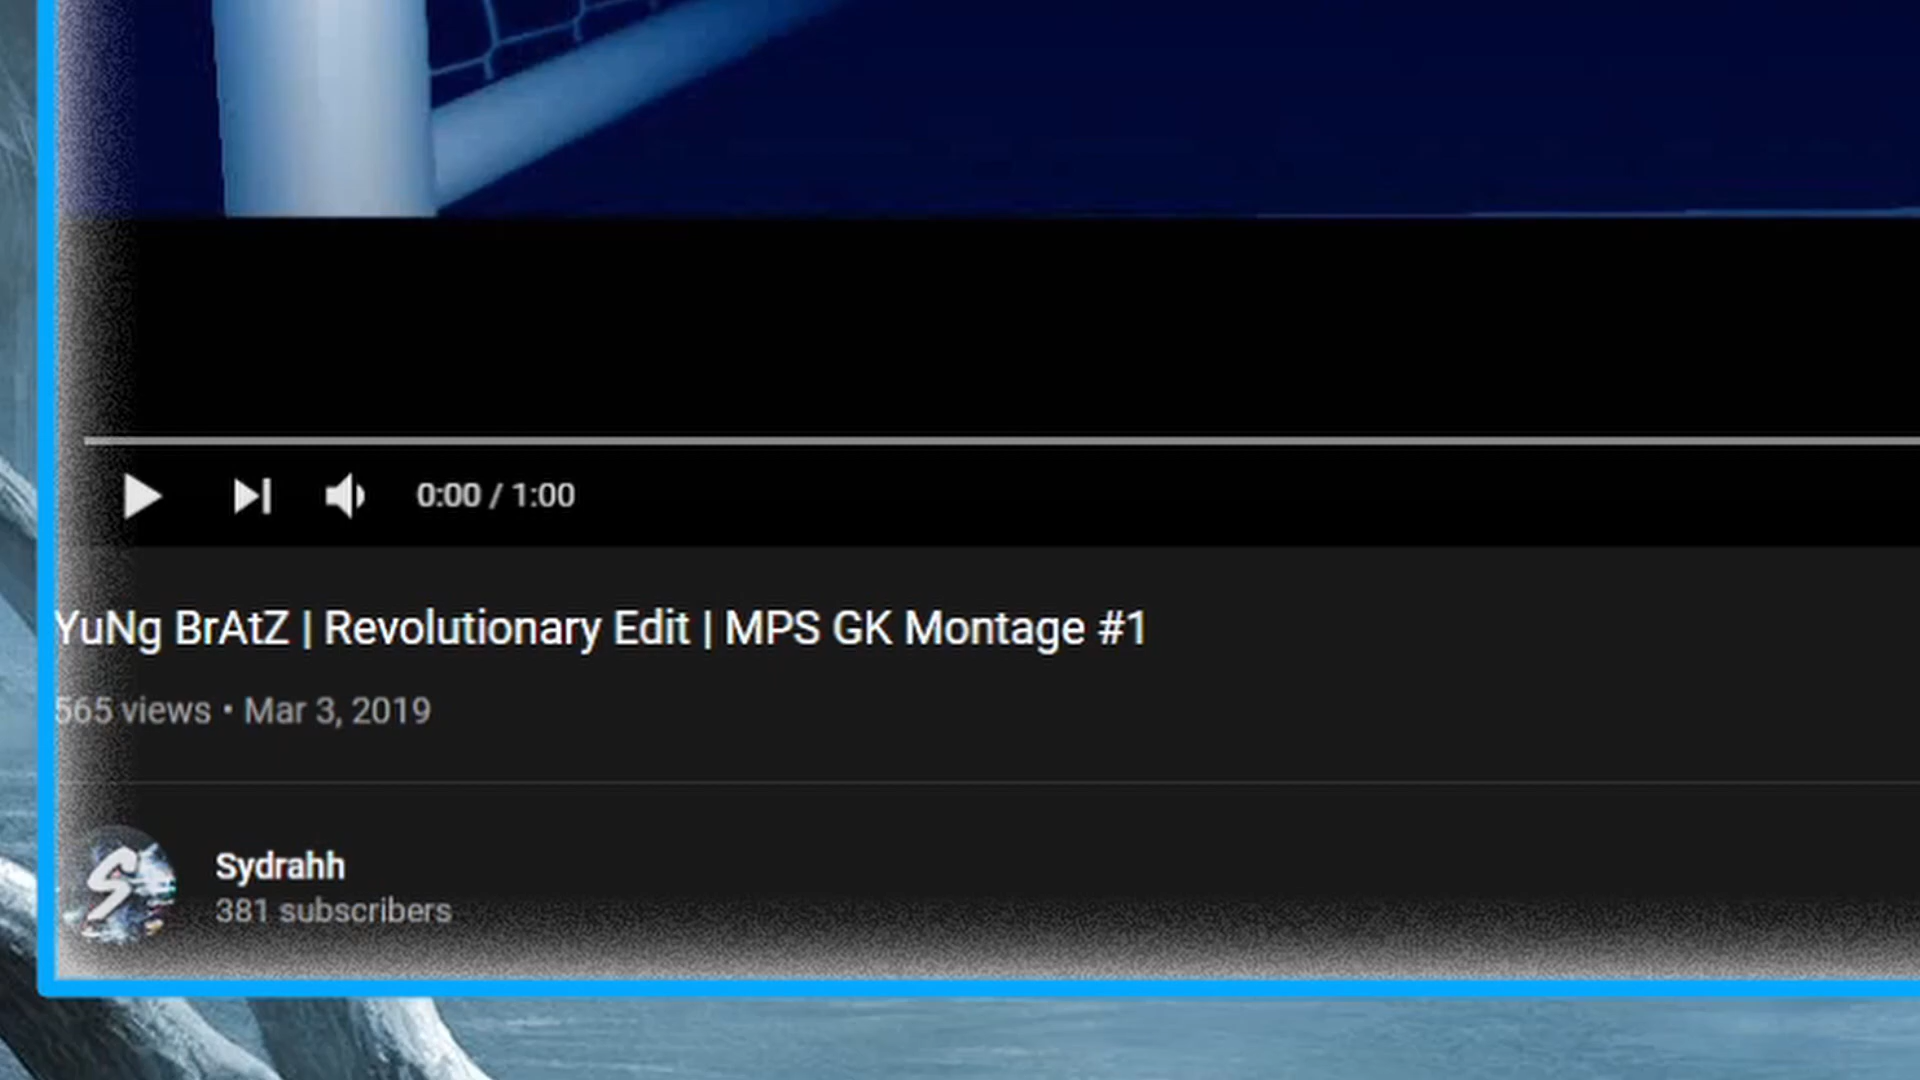 0:00 / 1:00
YuNg BrAtZ | Revolutionary Edit | MPS GK Montage #1
565 views • Mar 3, 2019
S
Sydrahh
381 subscribers